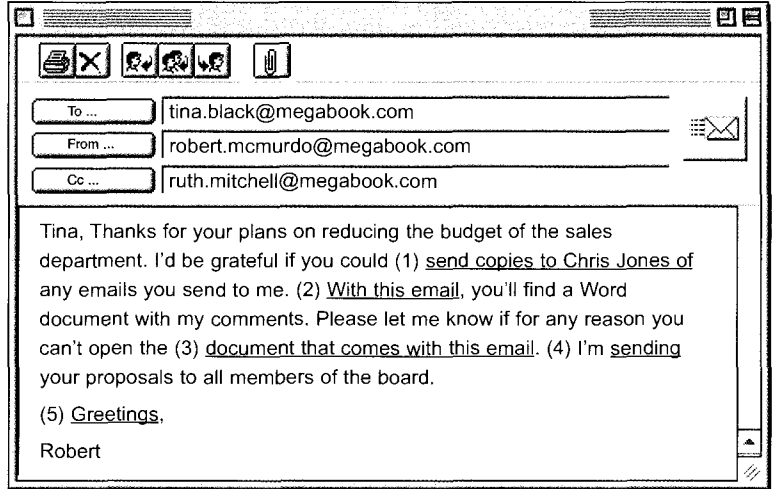 To ... tina.black@megabook.com
From ... robert.mcmurdo@megabook.com
Cc ... ruth.mitchell@megabook.com
Tina, Thanks for your plans on reducing the budget of the sales
department. I'd be grateful if you could (1) send copies to Chris Jones of
any emails you send to me. (2) With this email, you'll find a Word
document with my comments. Please let me know if for any reason you
can't open the (3) document that comes with this email. (4) I'm sending
your proposals to all members of the board.
(5) Greetings,
Robert